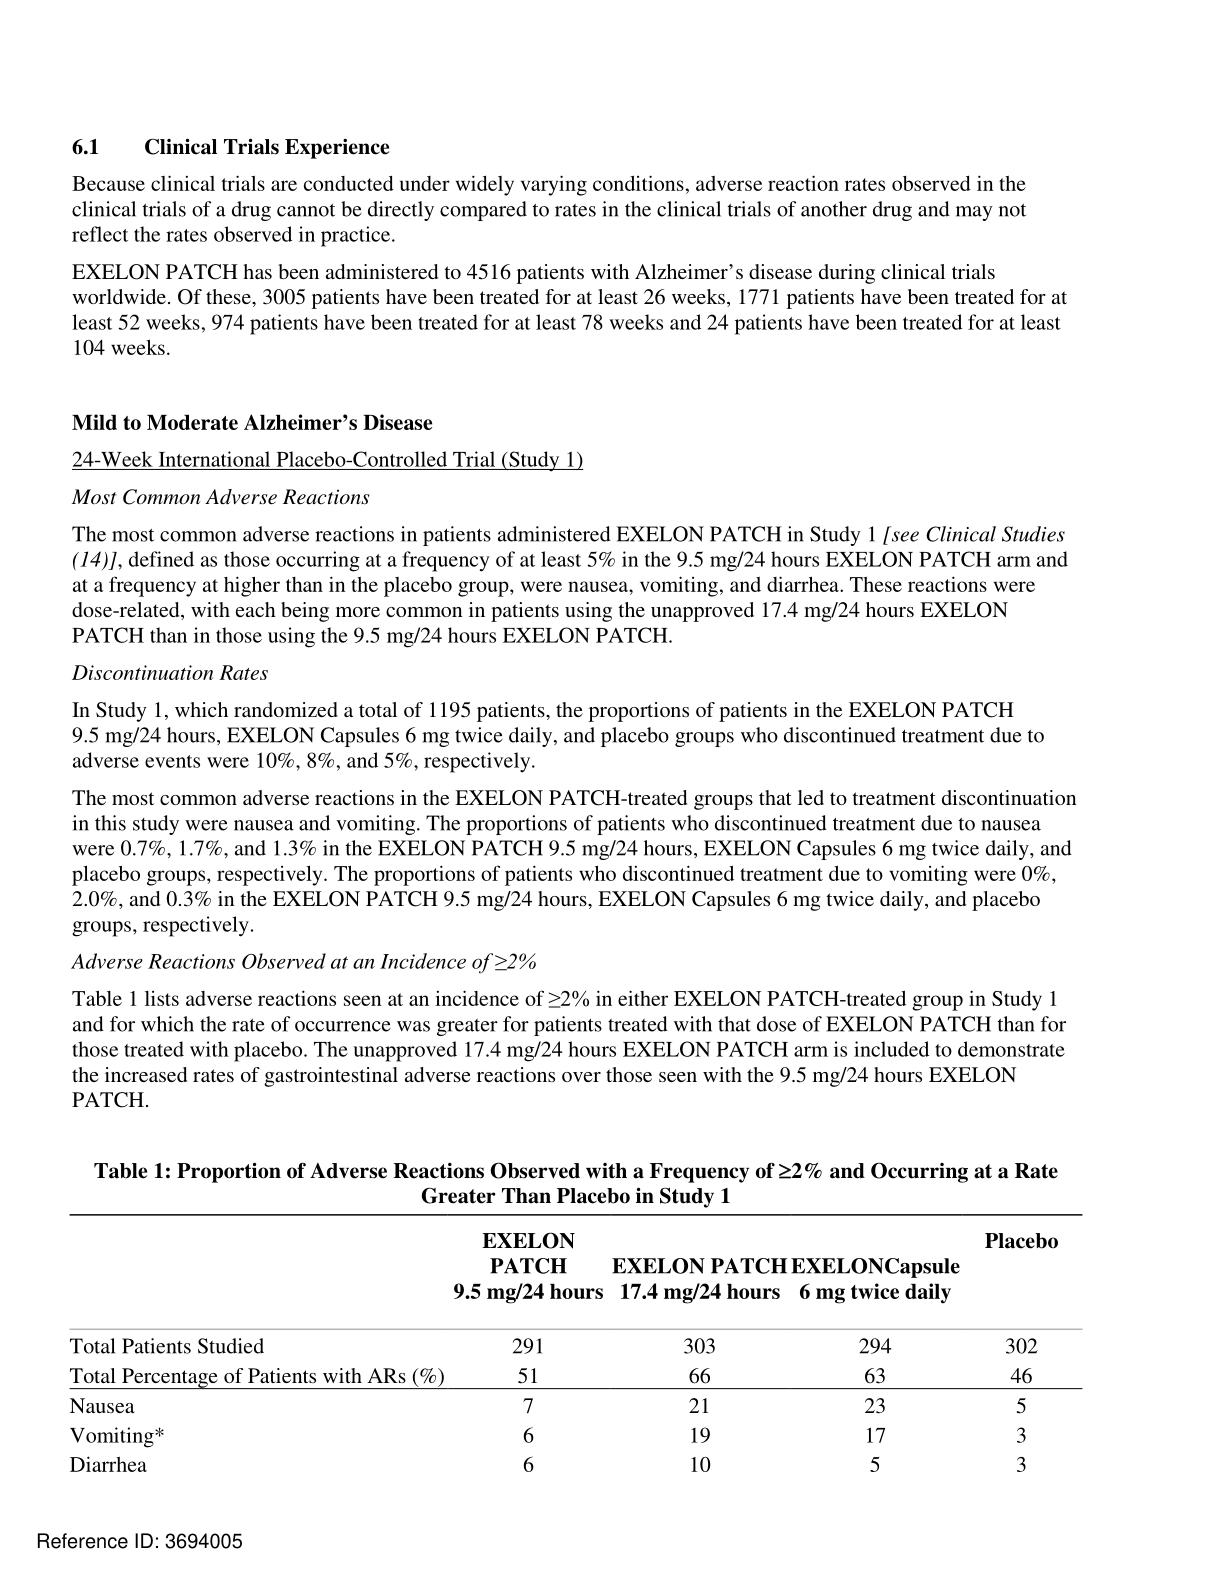 6.1 Clinical Trials Experience
Because clinical trials are conducted under widely varying conditions, adverse reaction rates observed in the
clinical trials of a drug cannot be directly compared to rates in the clinical trials of another drug and may not
reflect the rates observed in practice.
EXELON PATCH has been administered to 4516 patients with Alzheimer’s disease during clinical trials
worldwide. Of these, 3005 patients have been treated for at least 26 weeks, 1771 patients have been treated for at
least 52 weeks, 974 patients have been treated for at least 78 weeks and 24 patients have been treated for at least
104 weeks.
Mild to Moderate Alzheimer’s Disease
24-Week International Placebo-Controlled Trial (Study 1)
Most Common Adverse Reactions
The most common adverse reactions in patients administered EXELON PATCH in Study 1 [see Clinical Studies
(14)], defined as those occurring at a frequency of at least 5% in the 9.5 mg/24 hours EXELON PATCH arm and
at a frequency at higher than in the placebo group, were nausea, vomiting, and diarrhea. These reactions were
dose-related, with each being more common in patients using the unapproved 17.4 mg/24 hours EXELON
PATCH than in those using the 9.5 mg/24 hours EXELON PATCH.
Discontinuation Rates
In Study 1, which randomized a total of 1195 patients, the proportions of patients in the EXELON PATCH
9.5 mg/24 hours, EXELON Capsules 6 mg twice daily, and placebo groups who discontinued treatment due to
adverse events were 10%, 8%, and 5%, respectively.
The most common adverse reactions in the EXELON PATCH-treated groups that led to treatment discontinuation
in this study were nausea and vomiting. The proportions of patients who discontinued treatment due to nausea
were 0.7%, 1.7%, and 1.3% in the EXELON PATCH 9.5 mg/24 hours, EXELON Capsules 6 mg twice daily, and
placebo groups, respectively. The proportions of patients who discontinued treatment due to vomiting were 0%,
2.0%, and 0.3% in the EXELON PATCH 9.5 mg/24 hours, EXELON Capsules 6 mg twice daily, and placebo
groups, respectively.
Adverse Reactions Observed at an Incidence of ≥2%
Table 1 lists adverse reactions seen at an incidence of ≥2% in either EXELON PATCH-treated group in Study 1
and for which the rate of occurrence was greater for patients treated with that dose of EXELON PATCH than for
those treated with placebo. The unapproved 17.4 mg/24 hours EXELON PATCH arm is included to demonstrate
the increased rates of gastrointestinal adverse reactions over those seen with the 9.5 mg/24 hours EXELON
PATCH.
Table 1: Proportion of Adverse Reactions Observed with a Frequency of ≥2% and Occurring at a Rate
Greater Than Placebo in Study 1
EXELON Placebo
PATCH EXELON PATCH EXELONCapsule
9.5 mg/24 hours 17.4 mg/24 hours 6 mg twice daily
Total Patients Studied 291 303 294 302
Total Percentage of Patients with ARs (%) 51 66 63 46
Nausea 7 21 23 5
Vomiting* 6 19 17 3
Diarrhea 6 10 5 3
Reference ID: 3694005